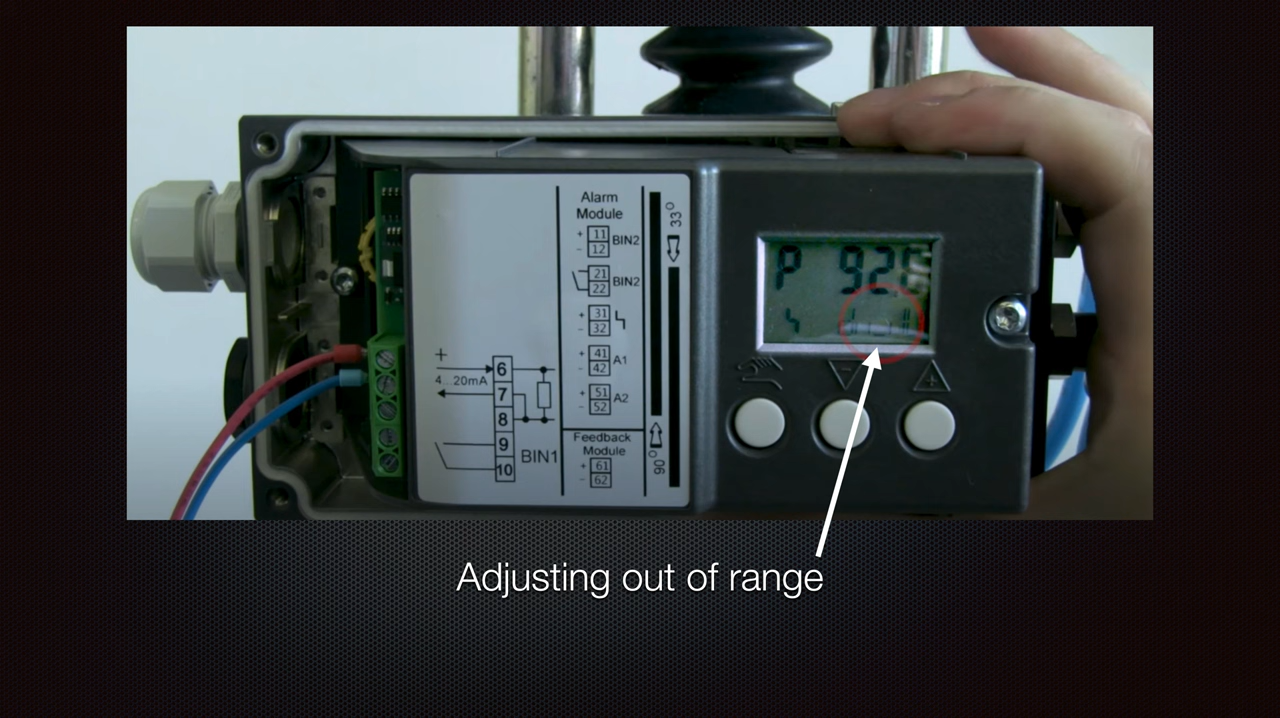 Alarm
Module
+ 11 BIN2
− 12
21 BIN2
22
+ 31
− 32
+ 41 A1
− 42
+ 51 A2
− 52
Feedback
Module
+ 61
− 62
33°
90°
+
4...20mA
6
7
8
9
10
BIN1
P
−
+
Adjusting out of range